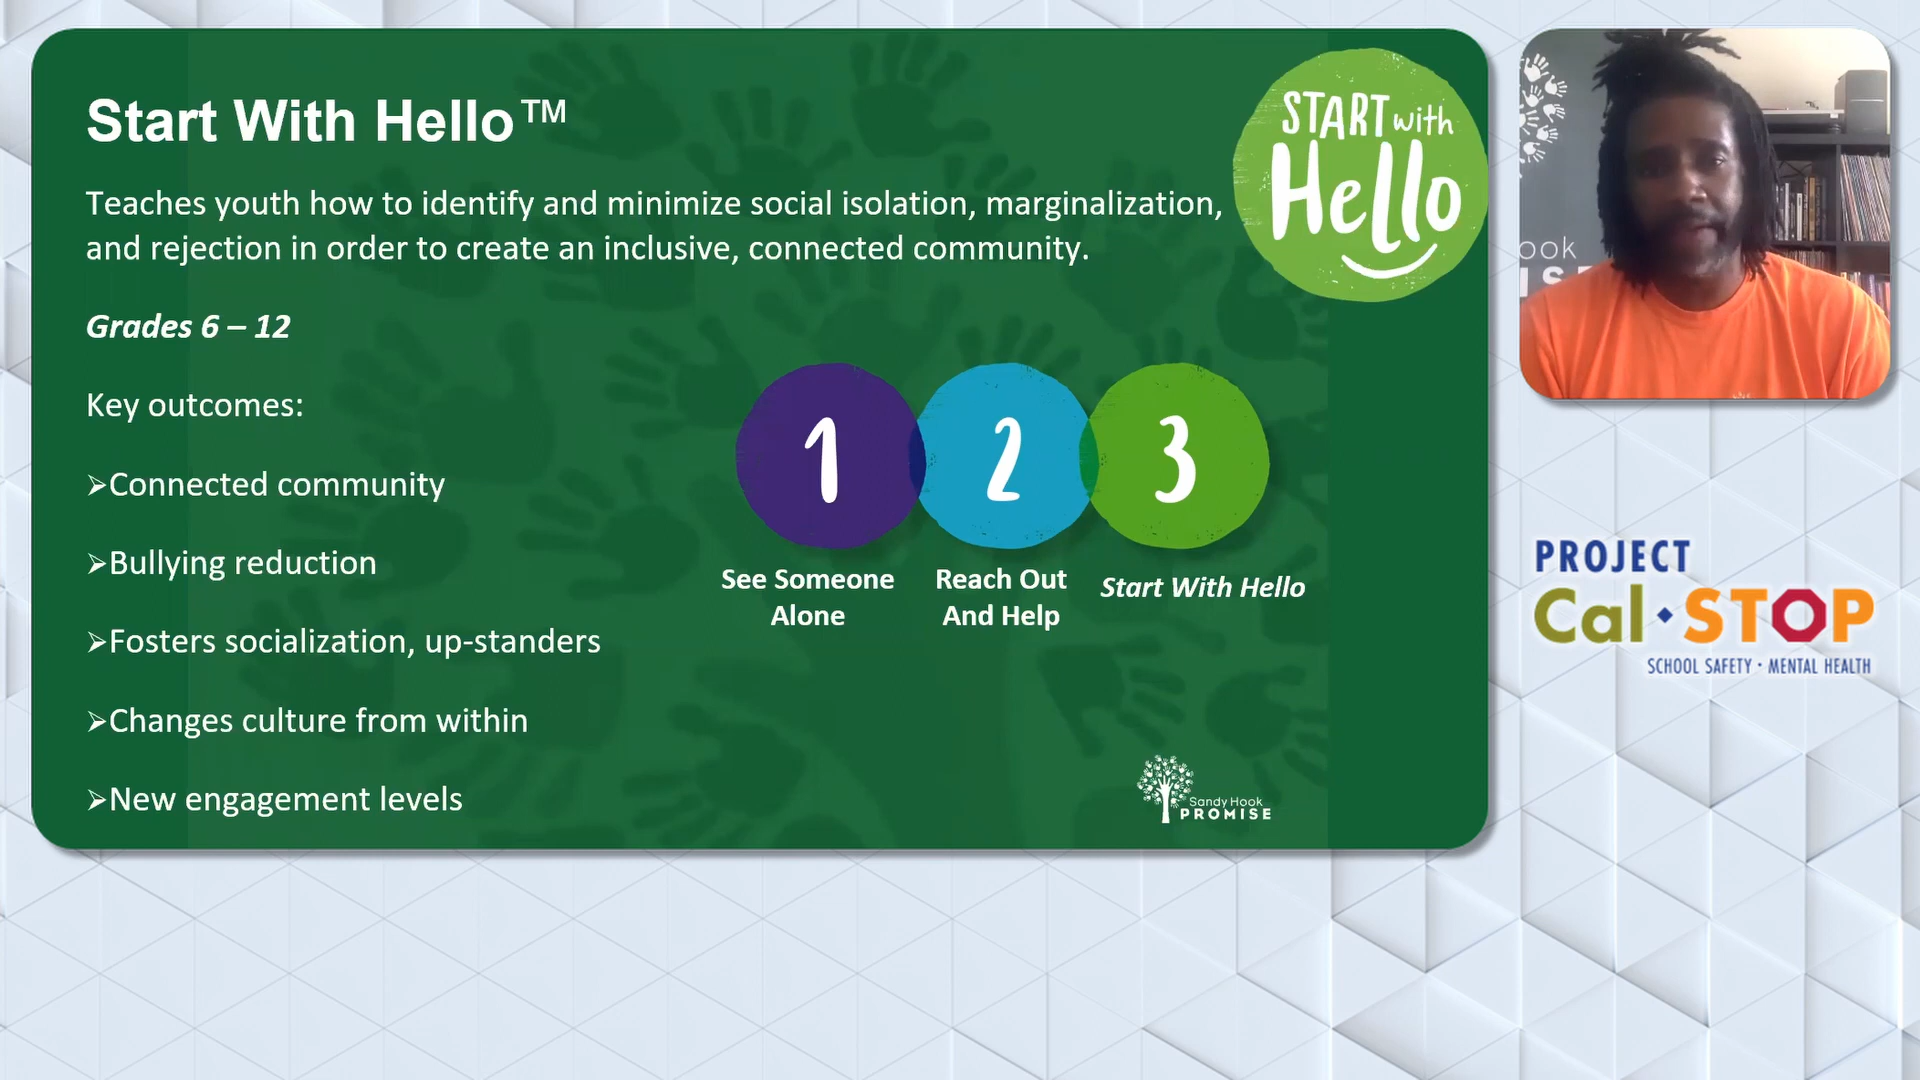 Start With Hello™
Teaches youth how to identify and minimize social isolation, marginalization,
and rejection in order to create an inclusive, connected community.
Grades 6 – 12
Key outcomes:
➢Connected community
➢Bullying reduction
➢Fosters socialization, up-standers
➢Changes culture from within
➢New engagement levels
START with
Hello
1
2
3
See Someone
Alone
Reach Out
And Help
Start With Hello
Sandy Hook
PROMISE
ook
PROJECT
Cal·STOP
SCHOOL SAFETY · MENTAL HEALTH